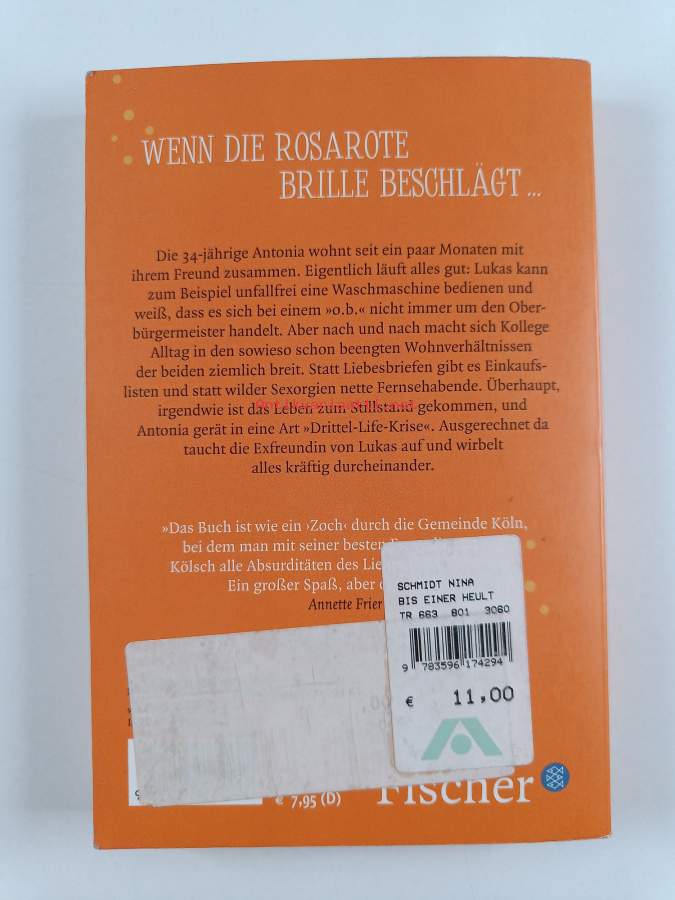 WENN DIE ROSAROTE
BRILLE BESCHLÄGT ...
Die 34-jährige Antonia wohnt seit ein paar Monaten mit
ihrem Freund zusammen. Eigentlich läuft alles gut: Lukas kann
zum Beispiel unfallfrei eine Waschmaschine bedienen und
weiß, dass es sich bei einem »o.b.« nicht immer um den Ober-
bürgermeister handelt. Aber nach und nach macht sich Kollege
Alltag in den sowieso schon beengten Wohnverhältnissen
der beiden ziemlich breit. Statt Liebesbriefen gibt es Einkaufs-
listen und statt wilder Sexorgien nette Fernsehabende. Überhaupt,
irgendwie ist das Leben zum Stillstand gekommen, und
Antonia gerät in eine Art »Drittel-Life-Krise«. Ausgerechnet da
taucht die Exfreundin von Lukas auf und wirbelt
alles kräftig durcheinander.
»Das Buch ist wie ein ›Zoch‹ durch die Gemeinde Köln,
bei dem man mit seiner besten
Kölsch alle Absurditäten des
Ein großer Spaß, aber
Annette Frier
SCHMIDT NINA
BIS EINER HEULT
TR 663 801 3060
9 783596 174294
€ 11,00
€ 7,95 (D)
Fischer